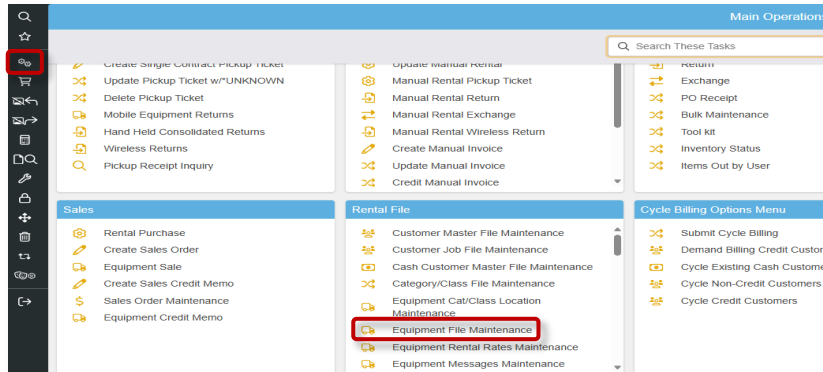 Main Operations
Search These Tasks
Create Single Contract Pickup Ticket
Update Pickup Ticket w/*UNKNOWN
Delete Pickup Ticket
Mobile Equipment Returns
Hand Held Consolidated Returns
Wireless Returns
Pickup Receipt Inquiry
Update Manual Rental
Manual Rental Pickup Ticket
Manual Rental Return
Manual Rental Exchange
Manual Rental Wireless Return
Create Manual Invoice
Update Manual Invoice
Credit Manual Invoice
Return
Exchange
PO Receipt
Bulk Maintenance
Tool kit
Inventory Status
Items Out by User
Sales
Rental Purchase
Create Sales Order
Equipment Sale
Create Sales Credit Memo
Sales Order Maintenance
Equipment Credit Memo
Rental File
Customer Master File Maintenance
Customer Job File Maintenance
Cash Customer Master File Maintenance
Category/Class File Maintenance
Equipment Cat/Class Location
Maintenance
Equipment File Maintenance
Equipment Rental Rates Maintenance
Equipment Messages Maintenance
Cycle Billing Options Menu
Submit Cycle Billing
Demand Billing Credit Custor
Cycle Existing Cash Custome
Cycle Non-Credit Customers
Cycle Credit Customers